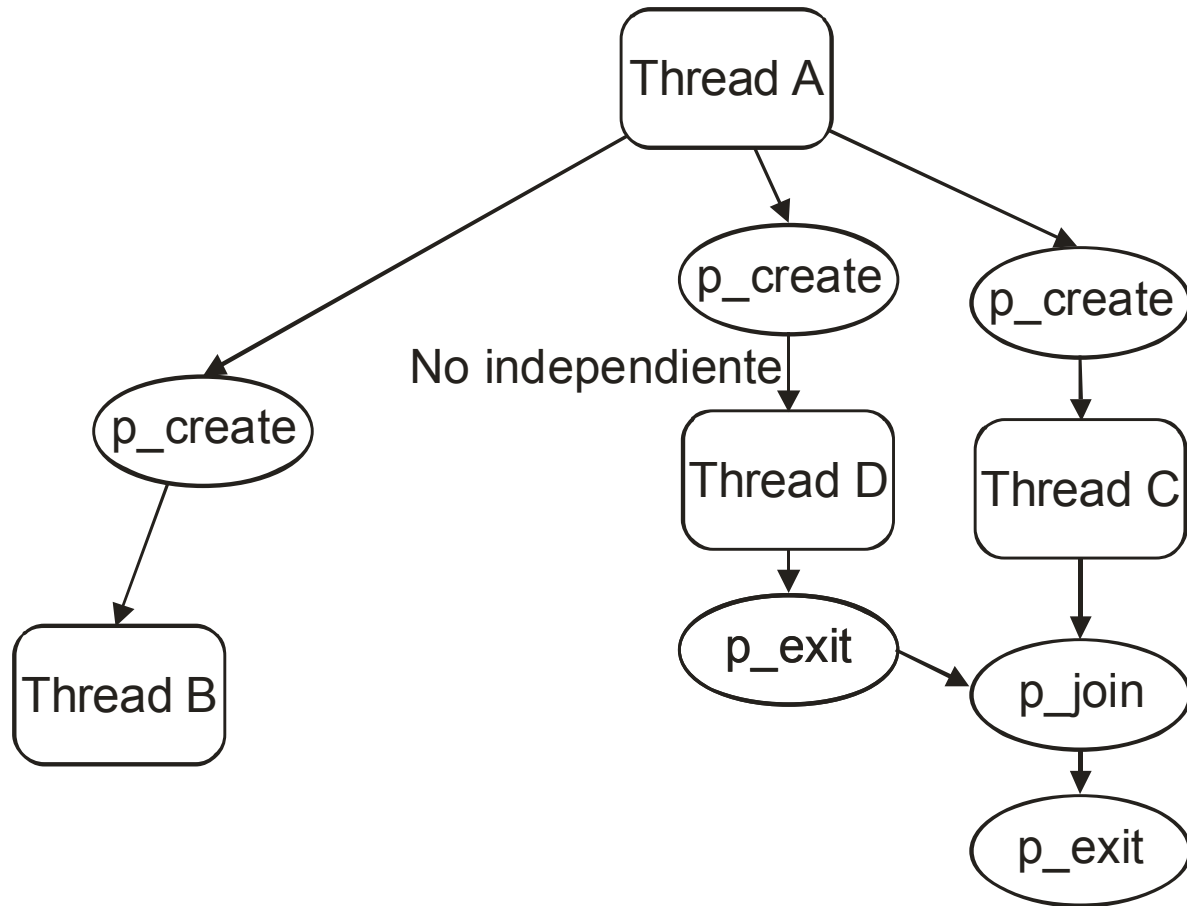 Thread A
p_create
p_create
No independiente
p_create
Thread D
Thread C
p_exit
Thread B
p_join
p_exit